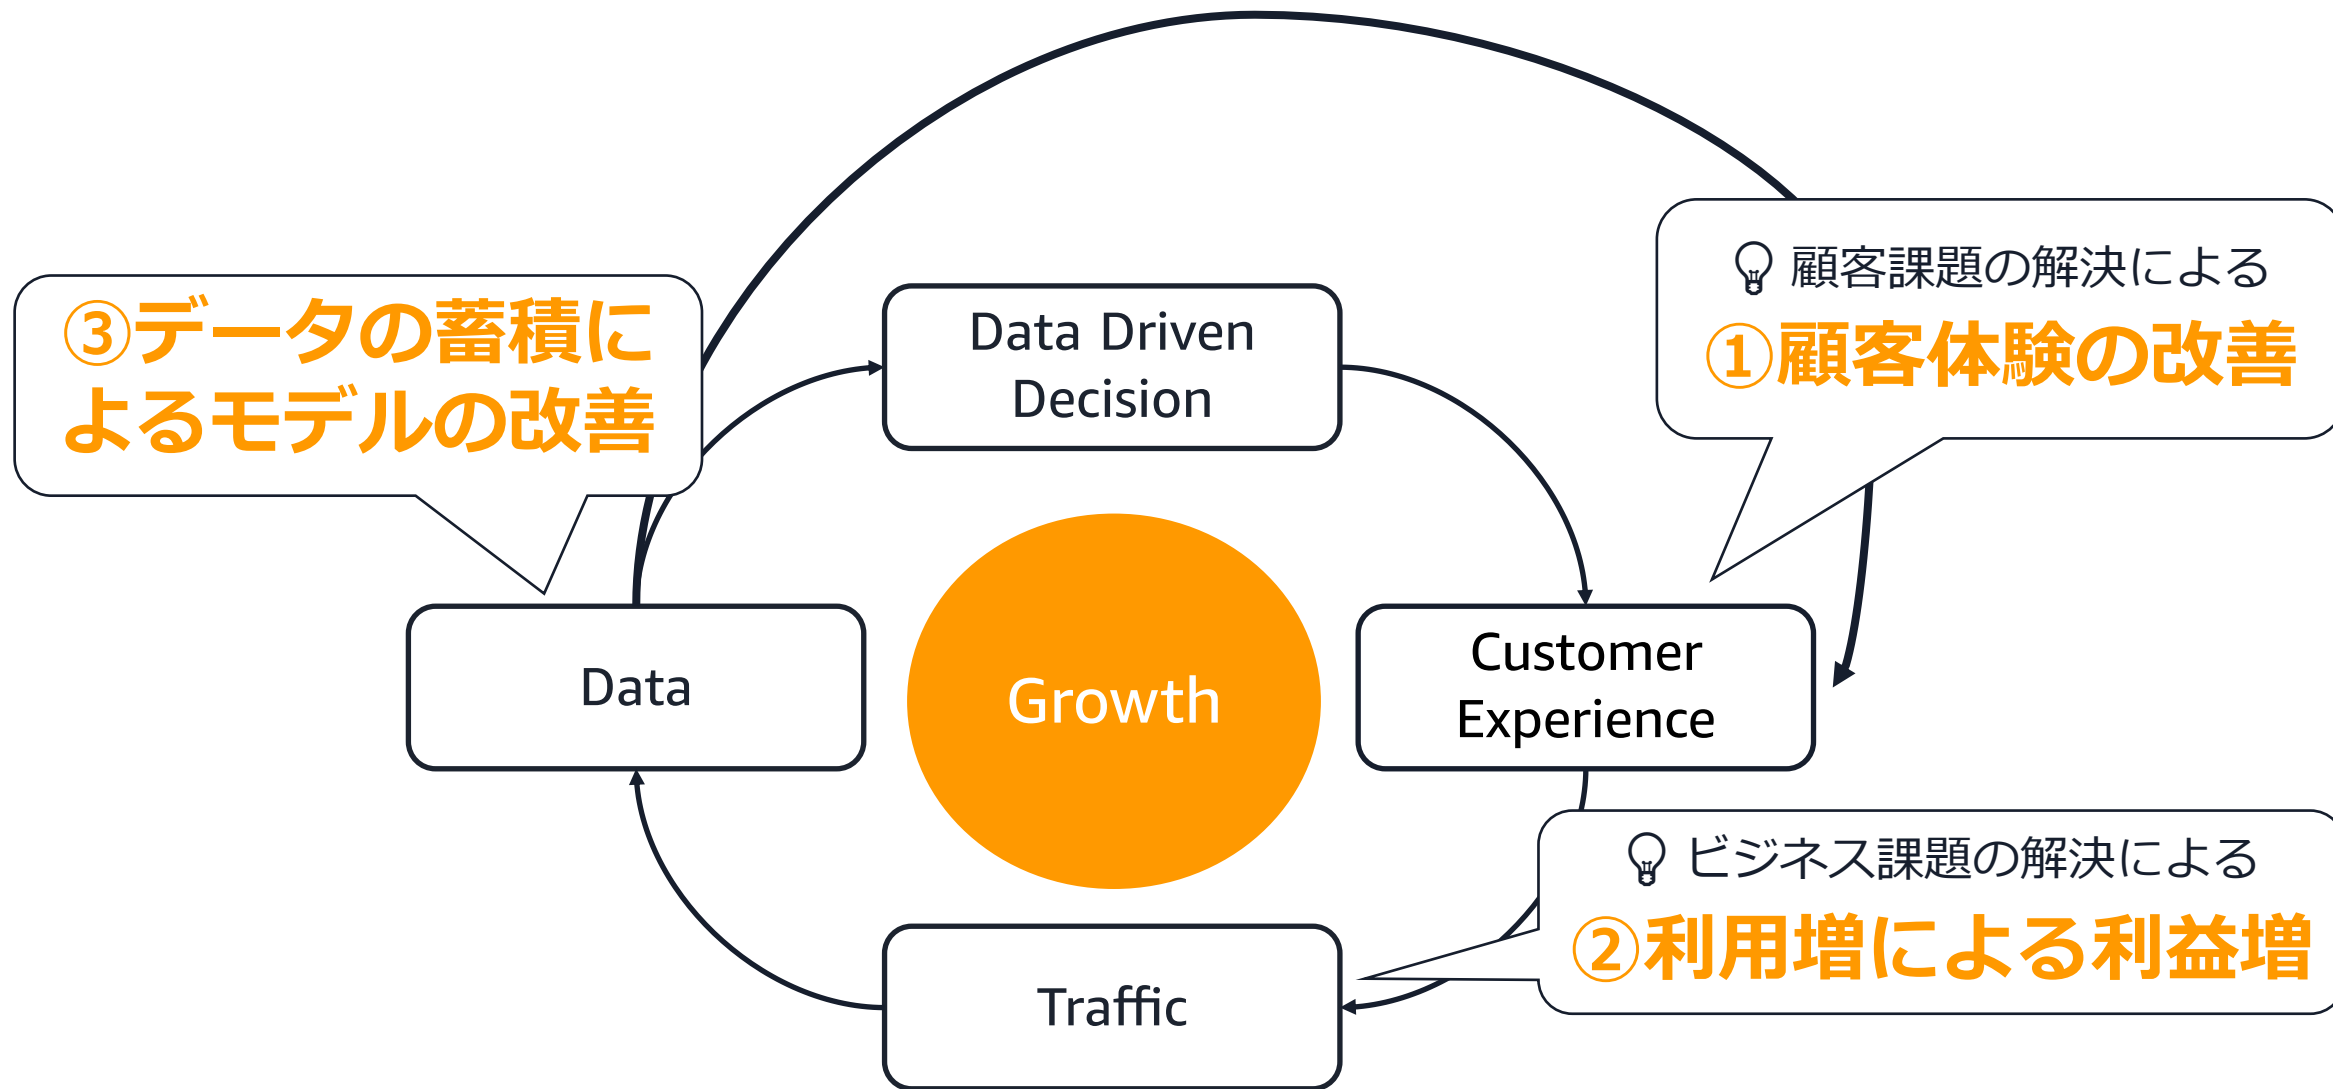 💡 顧客課題の解決による
①顧客体験の改善
③データの蓄積に
よるモデルの改善
Data Driven
Decision
Customer
Experience
Data
Growth
💡 ビジネス課題の解決による
②利用増による利益増
Traffic